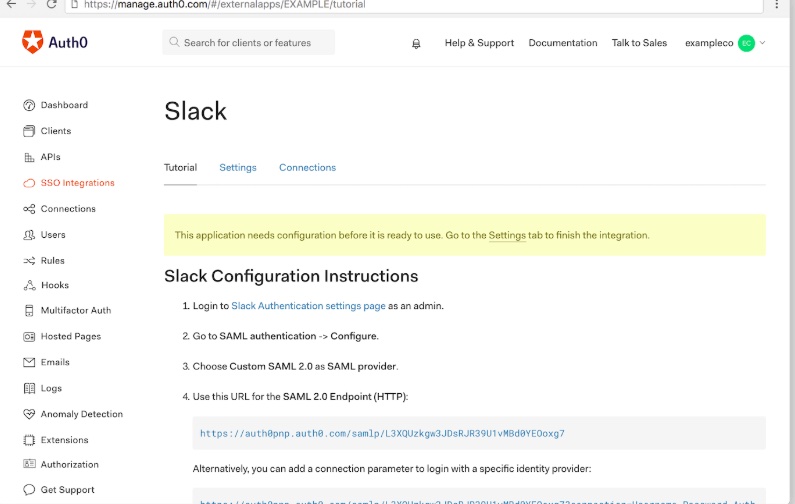 https://manage.auth0.com/#/externalapps/EXAMPLE/tutorial
Auth0
Search for clients or features
Help & Support
Documentation
Talk to Sales
exampleco
EC
Dashboard
Clients
APIs
SSO Integrations
Connections
Users
Rules
Hooks
Multifactor Auth
Hosted Pages
Emails
Logs
Anomaly Detection
Extensions
Authorization
Get Support
Slack
Tutorial
Settings
Connections
This application needs configuration before it is ready to use. Go to the Settings tab to finish the integration.
Slack Configuration Instructions
1. Login to Slack Authentication settings page as an admin.
2. Go to SAML authentication -> Configure.
3. Choose Custom SAML 2.0 as SAML provider.
4. Use this URL for the SAML 2.0 Endpoint (HTTP):
https://auth0pnp.auth0.com/samlp/L3XQUzkgw3JDsRJR39U1vMBd0YEOoxg7
Alternatively, you can add a connection parameter to login with a specific identity provider: